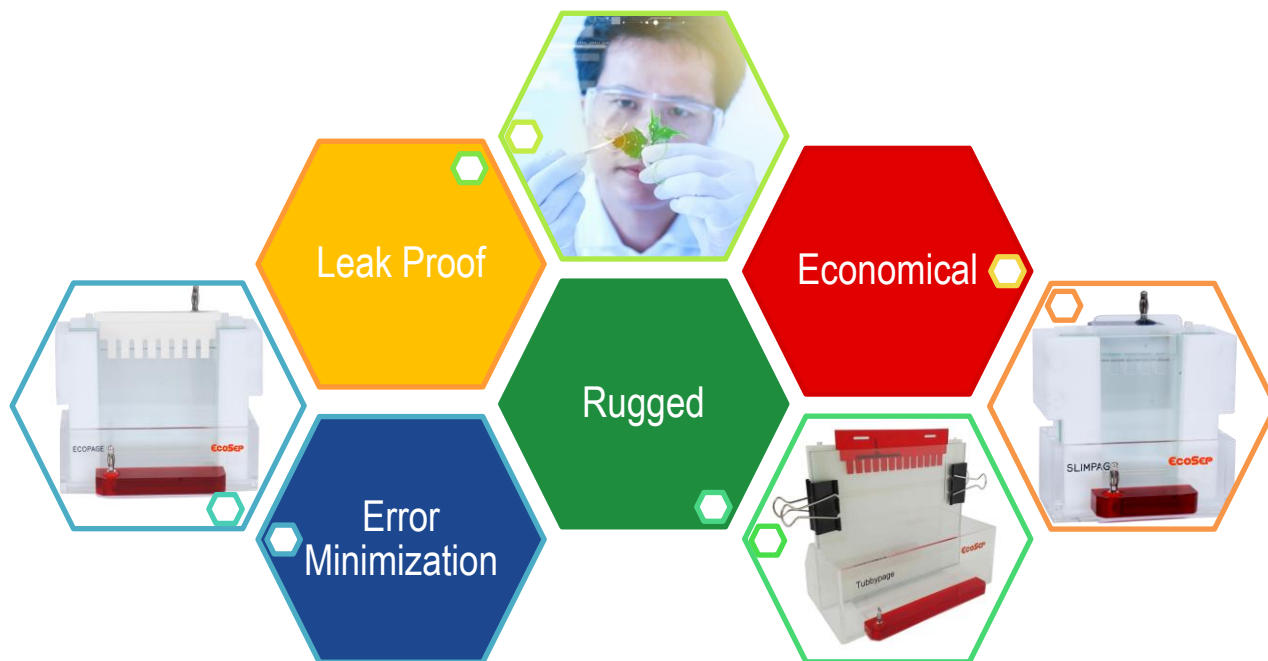 Leak Proof
Economical
Rugged
Error
Minimization
ECOPAGE
EcoSep
Tubbypage
EcoSep
SLIMPAGE
EcoSep